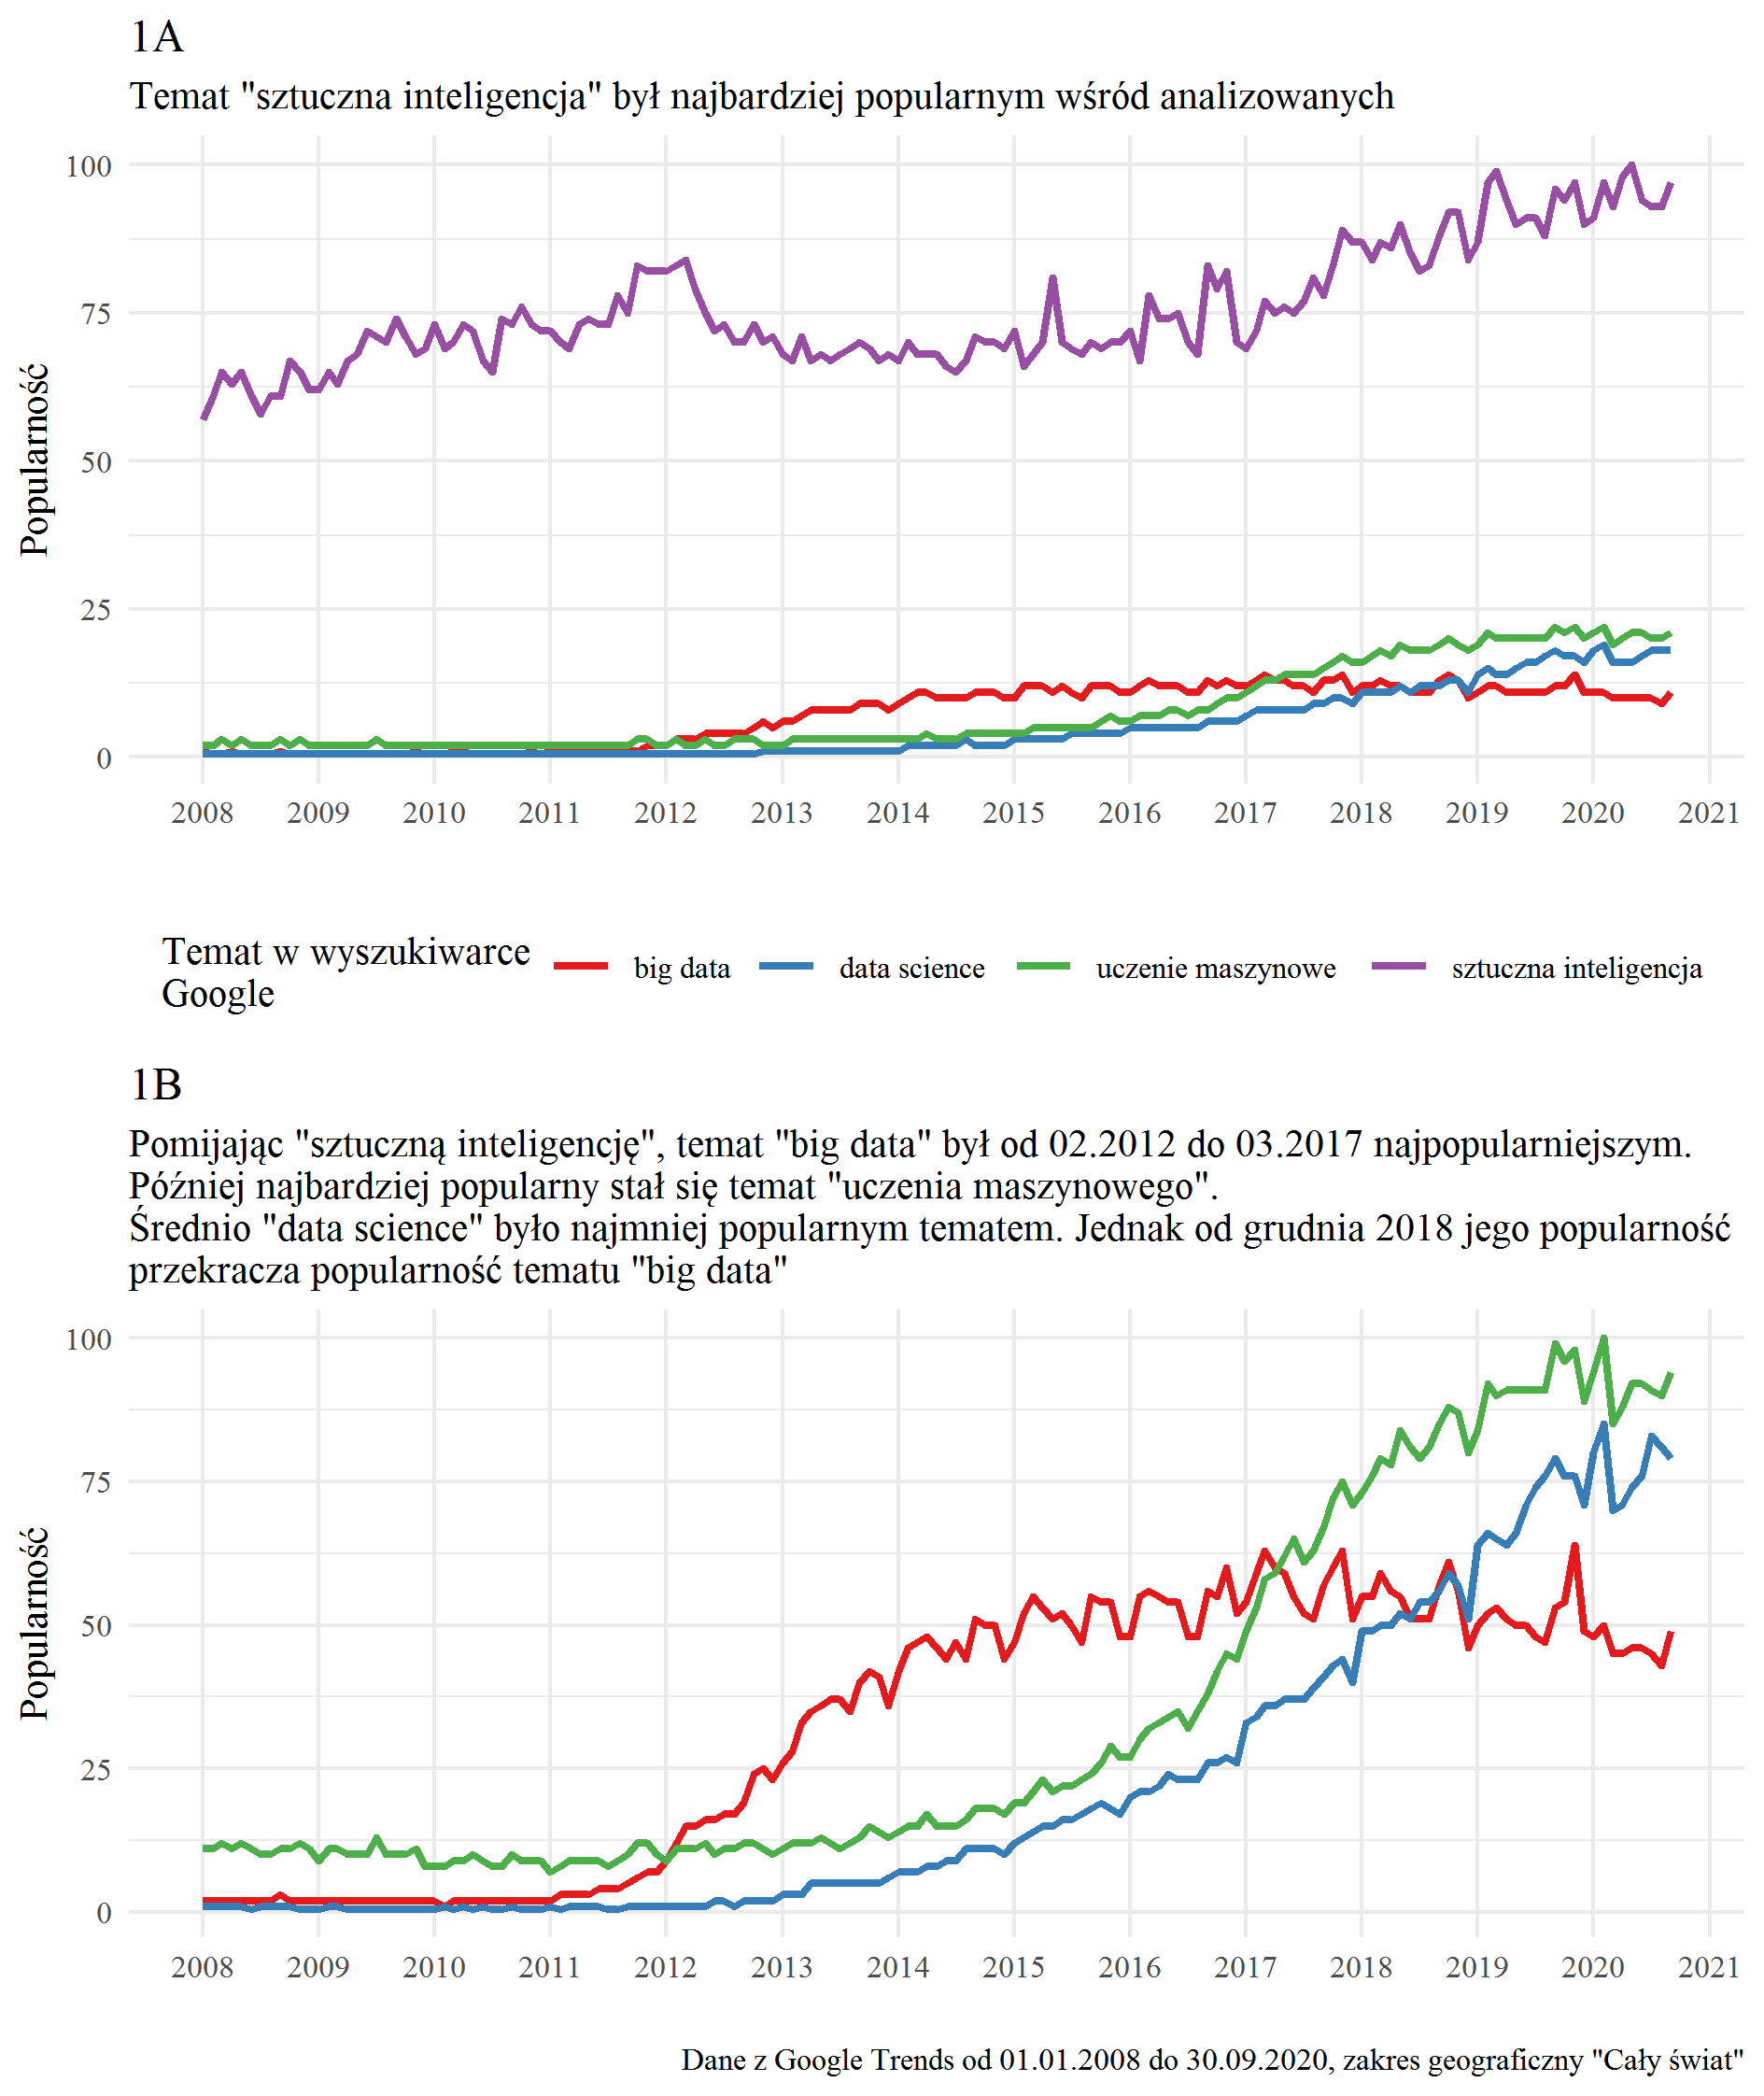 1A
Temat "sztuczna inteligencja" był najbardziej popularnym wśród analizowanych
100
75
50
25
0
Popularność
2008 2009 2010 2011 2012 2013 2014 2015 2016 2017 2018 2019 2020 2021
Temat w wyszukiwarce
Google
big data data science uczenie maszynowe sztuczna inteligencja
1B
Pomijając "sztuczną inteligencję", temat "big data" był od 02.2012 do 03.2017 najpopularniejszym.
Później najbardziej popularny stał się temat "uczenia maszynowego".
Średnio "data science" było najmniej popularnym tematem. Jednak od grudnia 2018 jego popularność
przekracza popularność tematu "big data"
100
75
50
25
0
Popularność
2008 2009 2010 2011 2012 2013 2014 2015 2016 2017 2018 2019 2020 2021
Dane z Google Trends od 01.01.2008 do 30.09.2020, zakres geograficzny "Cały świat"